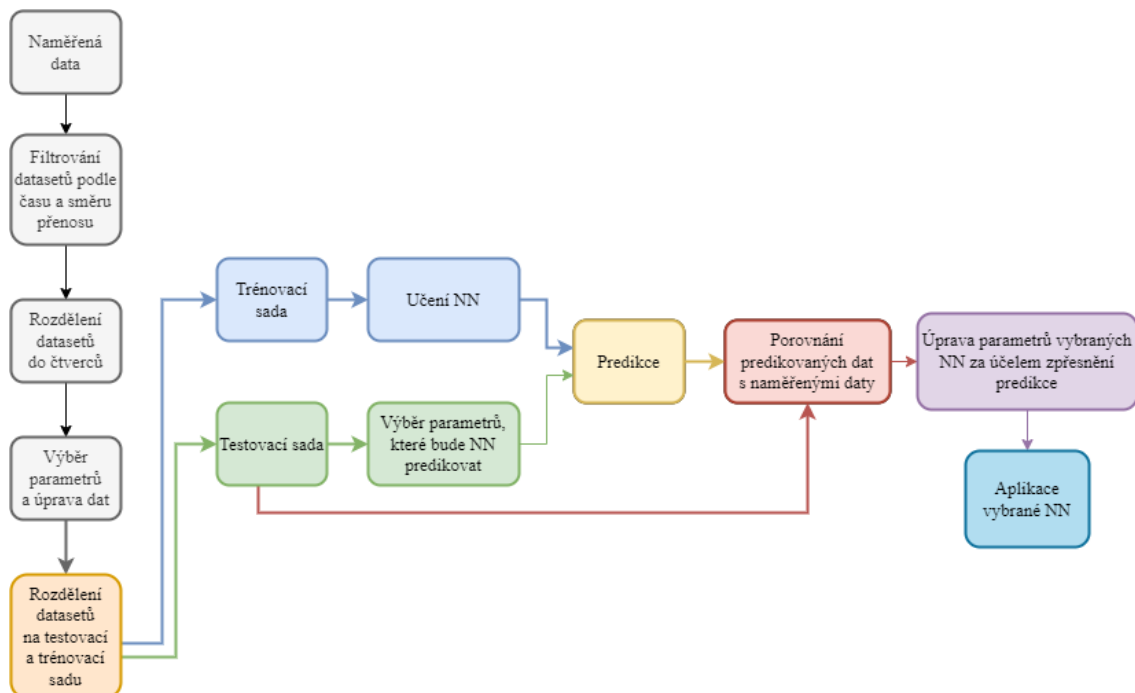 Naměřená
data
Filtrování
datasetů podle
času a směru
přenosu
Rozdělení
datasetů
do čtverců
Výběr
parametrů
a úprava dat
Rozdělení
datasetů
na testovací
a trénovací
sadu
Trénovací
sada
Učení NN
Testovací sada
Výběr parametrů,
které bude NN
predikovat
Predikce
Porovnání
predikovaných dat
s naměřenými daty
Úprava parametrů vybraných
NN za účelem zpřesnění
predikce
Aplikace
vybrané NN